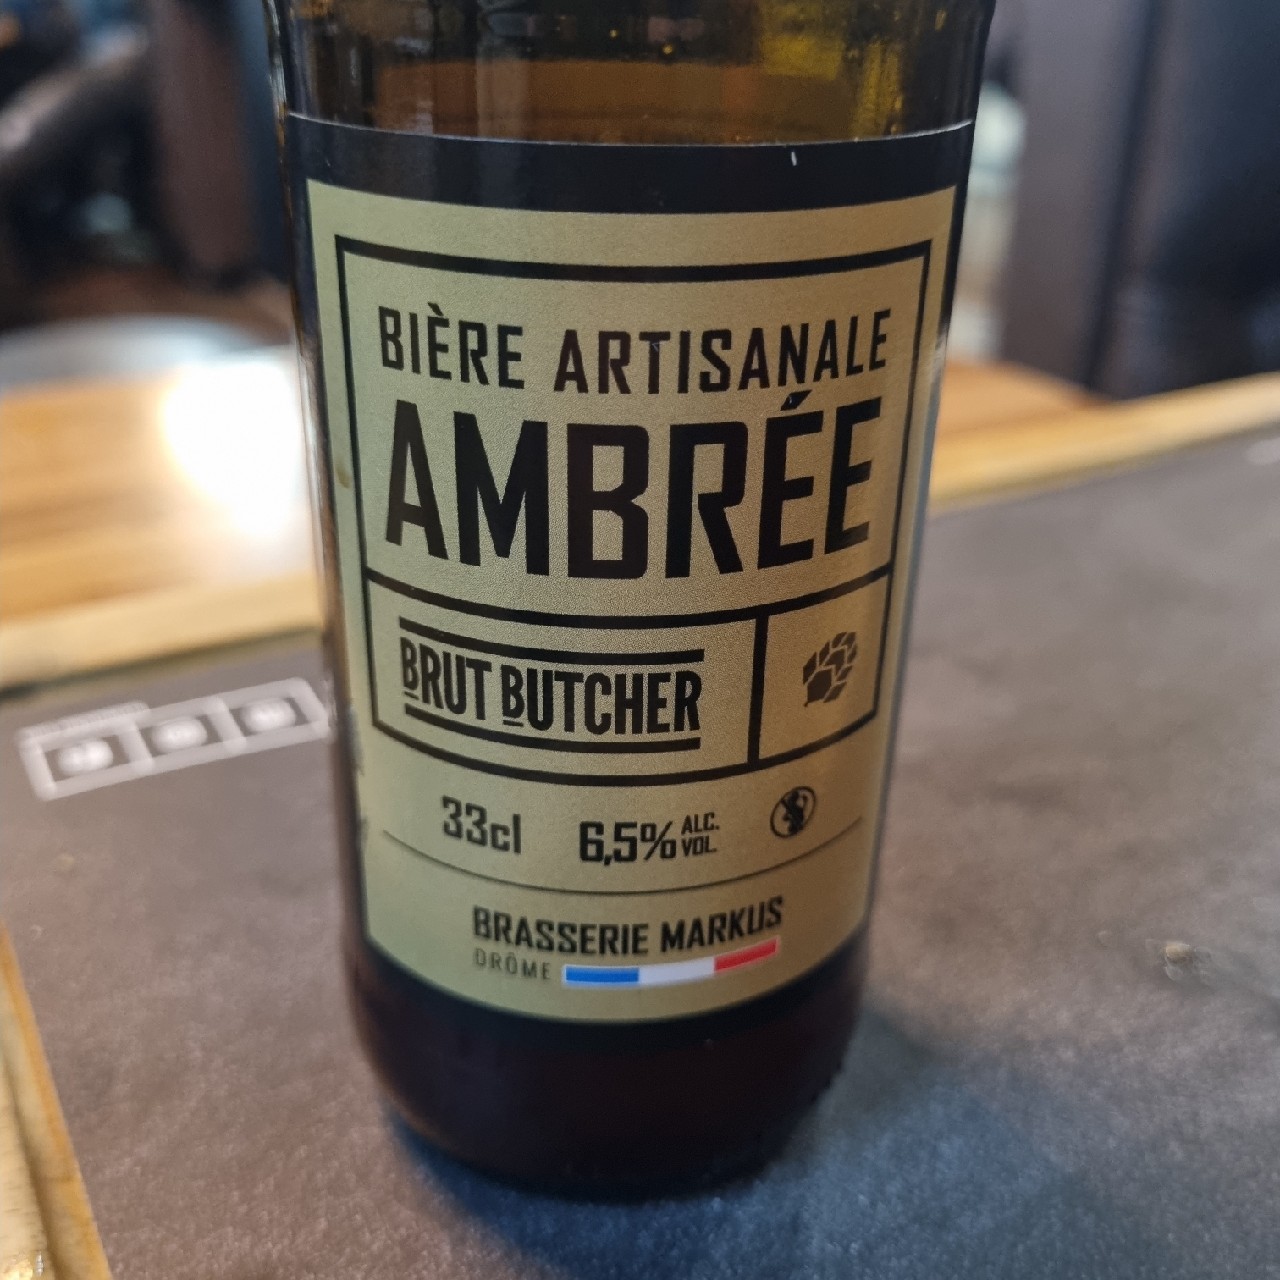 BIÈRE ARTISANALE
AMBRÉE
BRUT BUTCHER
33cl 6,5% ALC. VOL.
BRASSERIE MARKUS
DRÔME